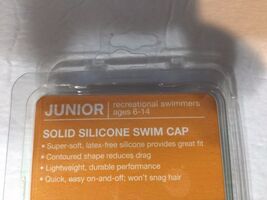 JUNIOR
recreational swimmers
ages 6-14
SOLID SILICONE SWIM CAP
• Super-soft, latex-free silicone provides great fit
• Contoured shape reduces drag
• Lightweight, durable performance
• Quick, easy on-and-off; won't snag hair